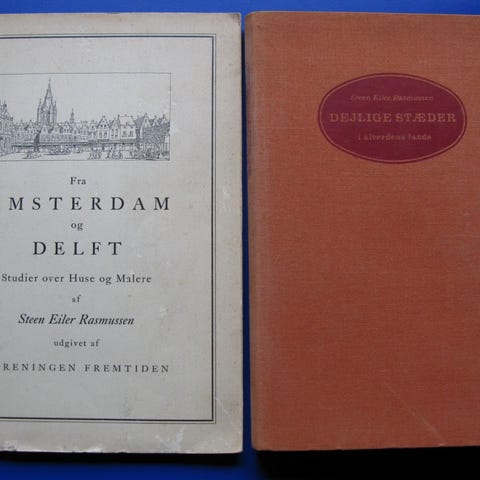 Fra
MSTERDAM
og
DELFT
Studier over Huse og Malere
af
Steen Eiler Rasmussen
udgivet af
RENINGEN FREMTIDEN
Steen Eiler Rasmussen
DEJLIGE STÆDER
i alverdens lande